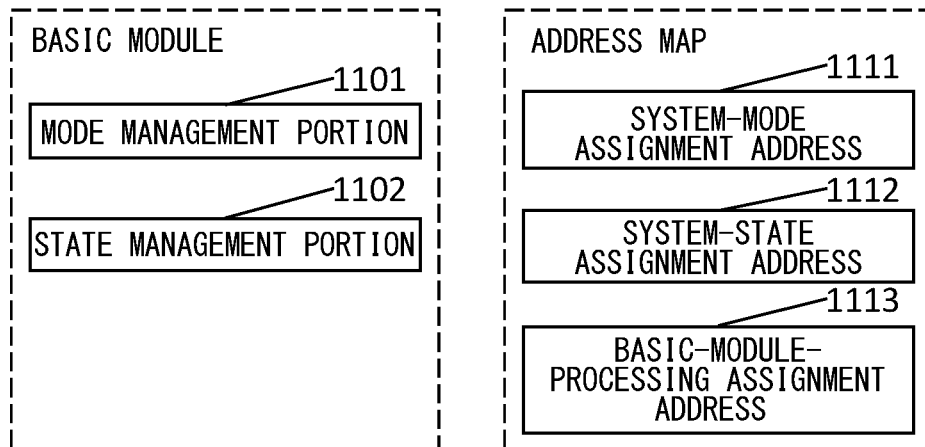 BASIC MODULE
1101
MODE MANAGEMENT PORTION
1102
STATE MANAGEMENT PORTION
ADDRESS MAP
1111
SYSTEM-MODE
ASSIGNMENT ADDRESS
1112
SYSTEM-STATE
ASSIGNMENT ADDRESS
1113
BASIC-MODULE-
PROCESSING ASSIGNMENT
ADDRESS